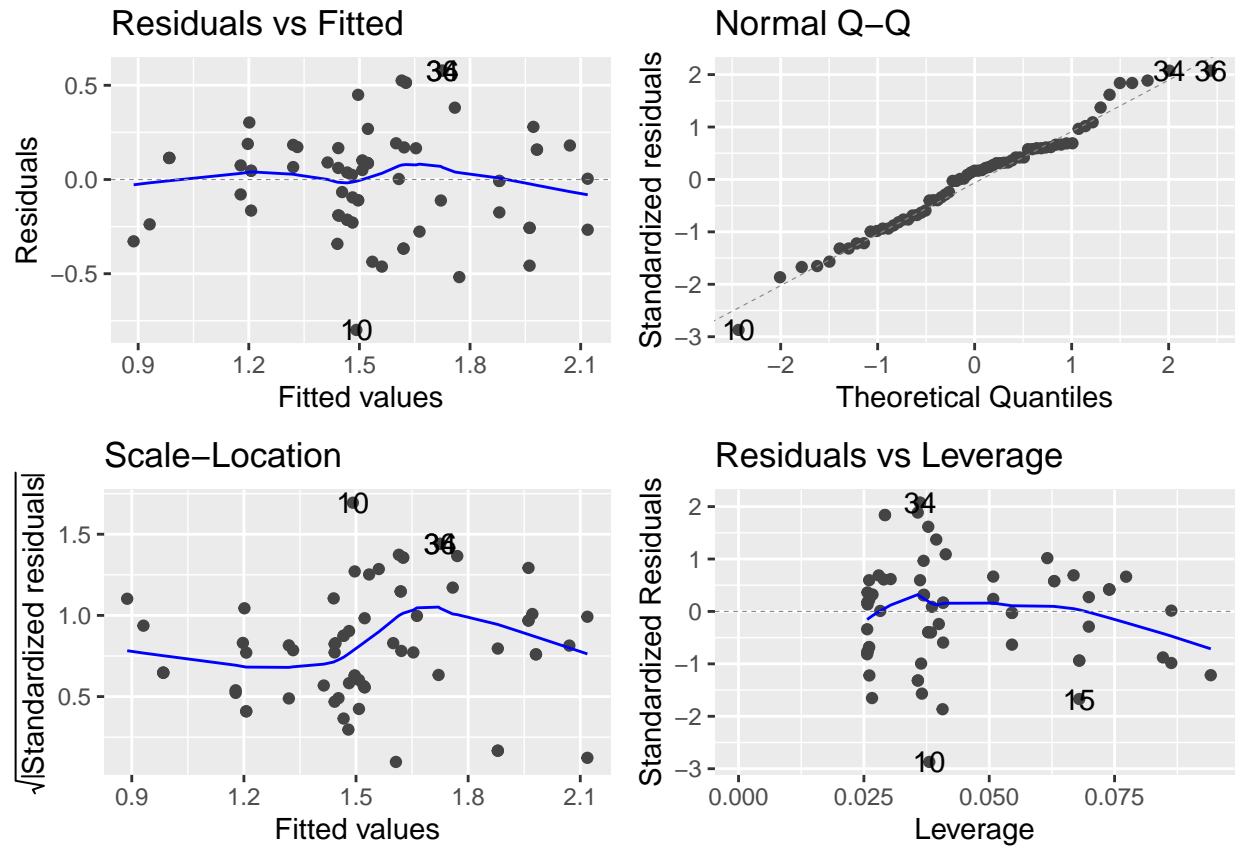 Residuals vs Fitted
Residuals
0.5
0.0
−0.5
34
36
10
0.9 1.2 1.5 1.8 2.1
Fitted values
Normal Q−Q
Standardized residuals
2
1
0
−1
−2
−3
34 36
10
−2 −1 0 1 2
Theoretical Quantiles
Scale−Location
√|Standardized residuals|
1.5
1.0
0.5
10
34
36
0.9 1.2 1.5 1.8 2.1
Fitted values
Residuals vs Leverage
Standardized Residuals
2
1
0
−1
−2
−3
34
15
10
0.000 0.025 0.050 0.075
Leverage